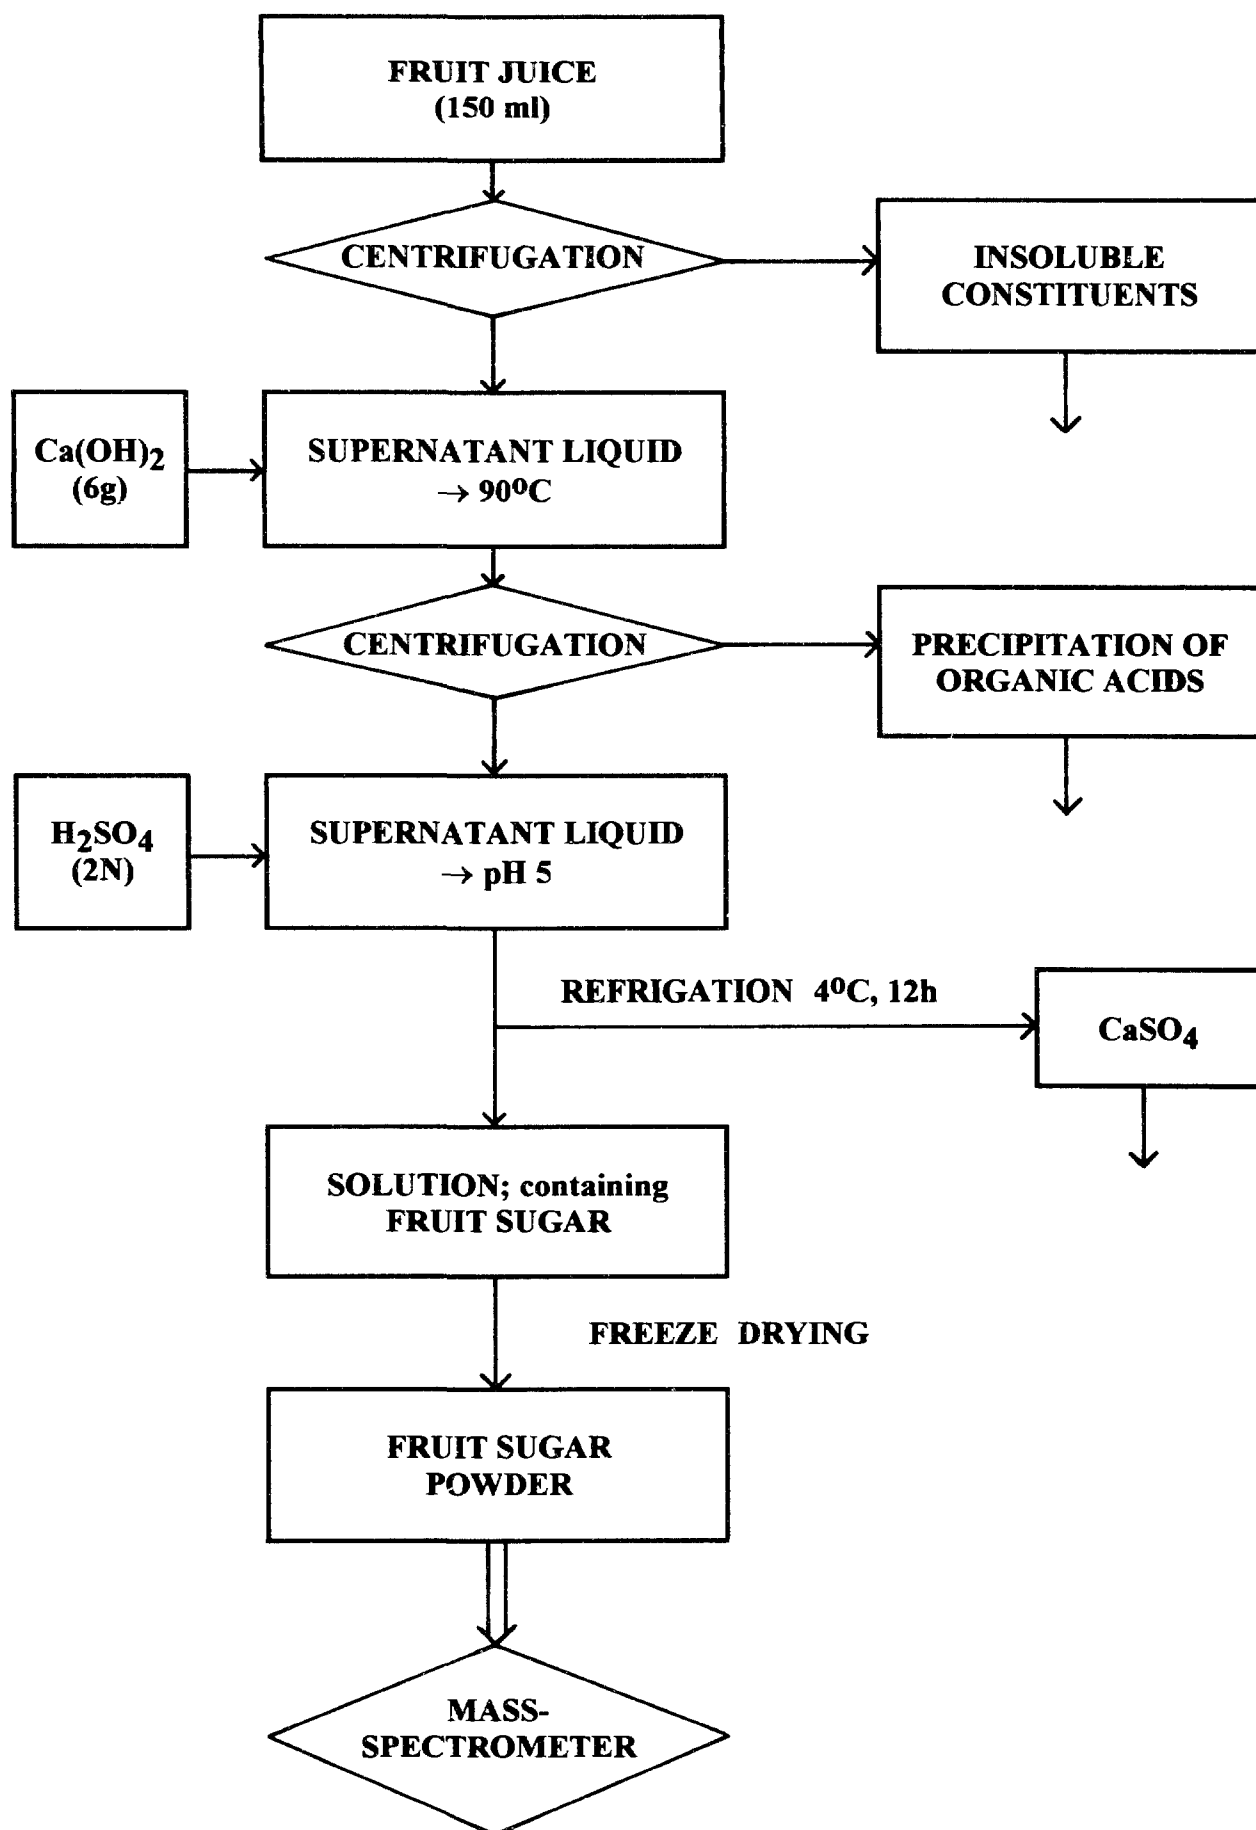 FRUIT JUICE
(150 ml)
CENTRIFUGATION
INSOLUBLE
CONSTITUENTS
Ca(OH)2
(6g)
SUPERNATANT LIQUID
→ 90ºC
CENTRIFUGATION
PRECIPITATION OF
ORGANIC ACIDS
H2SO4
(2N)
SUPERNATANT LIQUID
→ pH 5
REFRIGATION 4ºC, 12h
CaSO4
SOLUTION; containing
FRUIT SUGAR
FREEZE DRYING
FRUIT SUGAR
POWDER
MASS-
SPECTROMETER